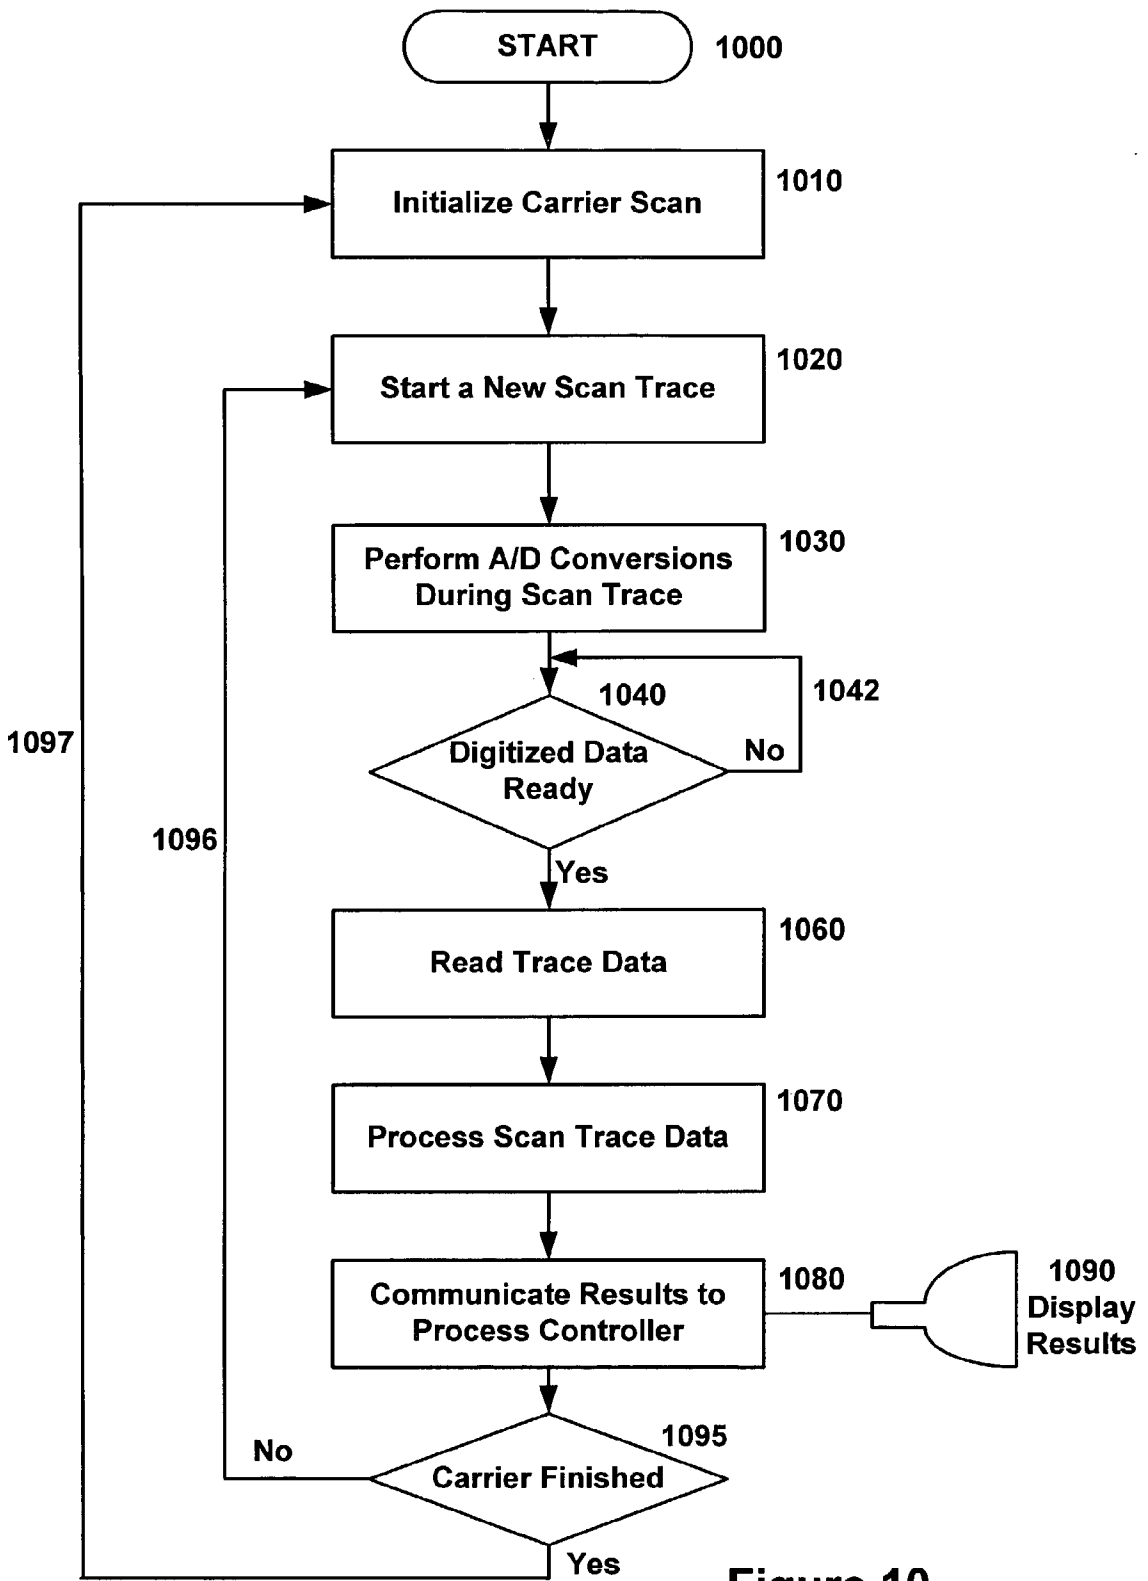 START
1000
1010
Initialize Carrier Scan
1020
Start a New Scan Trace
1030
Perform A/D Conversions
During Scan Trace
1040
1042
Digitized Data
Ready
No
1097
1096
Yes
1060
Read Trace Data
1070
Process Scan Trace Data
1080
Communicate Results to
Process Controller
1090
Display
Results
1095
No
Carrier Finished
Yes
Figure 10